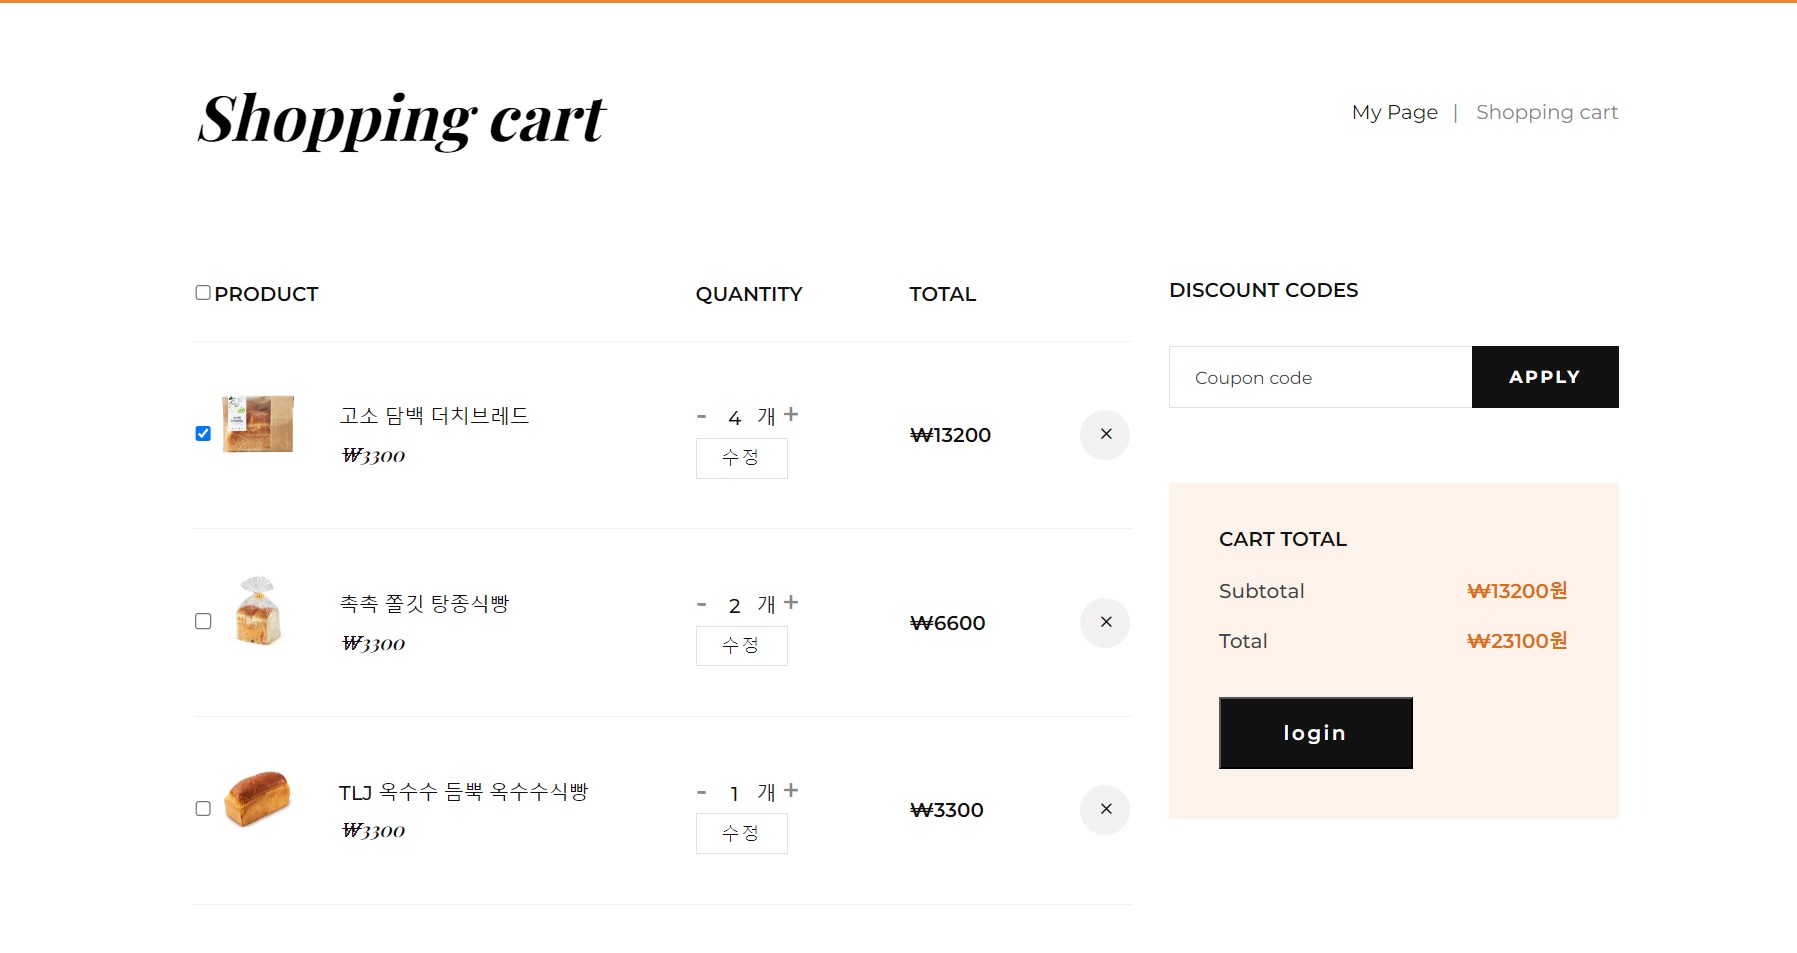 Shopping cart
My Page | Shopping cart
PRODUCT QUANTITY TOTAL
고소 담백 더치브레드
₩3300
- 4 개 +
수정
₩13200
×
촉촉 쫄깃 탕종식빵
₩3300
- 2 개 +
수정
₩6600
×
TLJ 옥수수 듬뿍 옥수수식빵
₩3300
- 1 개 +
수정
₩3300
×
DISCOUNT CODES
Coupon code APPLY
CART TOTAL
Subtotal ₩13200원
Total ₩23100원
login